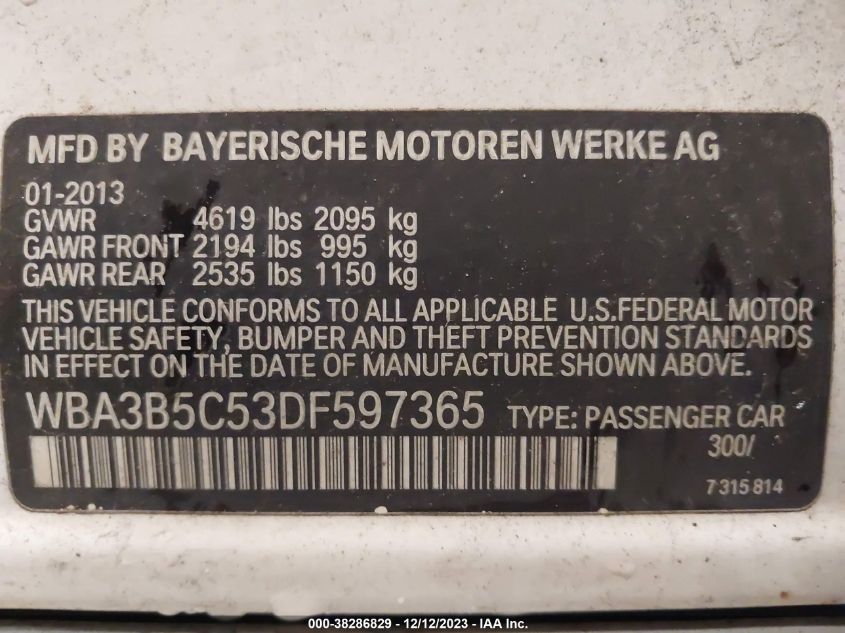 MFD BY BAYERISCHE MOTOREN WERKE AG
01-2013
GVWR 4619 lbs 2095 kg
GAWR FRONT 2194 lbs 995 kg
GAWR REAR 2535 lbs 1150 kg
THIS VEHICLE CONFORMS TO ALL APPLICABLE U.S.FEDERAL MOTOR
VEHICLE SAFETY, BUMPER AND THEFT PREVENTION STANDARDS
IN EFFECT ON THE DATE OF MANUFACTURE SHOWN ABOVE.
WBA3B5C53DF597365 TYPE: PASSENGER CAR
300/
7 315 814
000-38286829 - 12/12/2023 - IAA Inc.